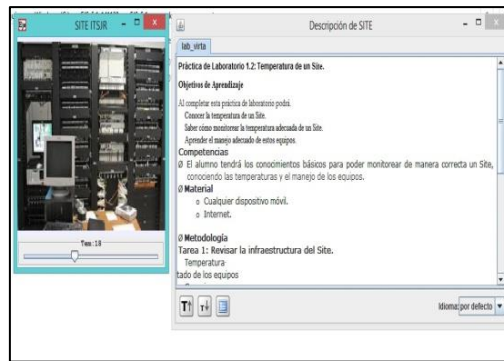 SITE ITSJR
Tem:18
Descripción de SITE
lab_virta
Práctica de Laboratorio 1.2: Temperatura de un Site.
Objetivos de Aprendizaje
Al completar esta práctica de laboratorio podrá.
Conocer la temperatura de un Site.
Saber cómo monitorear la temperatura adecuada de un Site.
Aprender el manejo adecuado de estos equipos.
Competencias
Ø El alumno tendrá los conocimientos básicos para poder monitorear de manera correcta un Site,
conociendo las temperaturas y el manejo de los equipos.
Ø Material
o Cualquier dispositivo móvil.
o Internet.
Ø Metodología
Tarea 1: Revisar la infraestructura del Site.
Temperatura
tado de los equipos
T↑ T↓ Idioma: por defecto